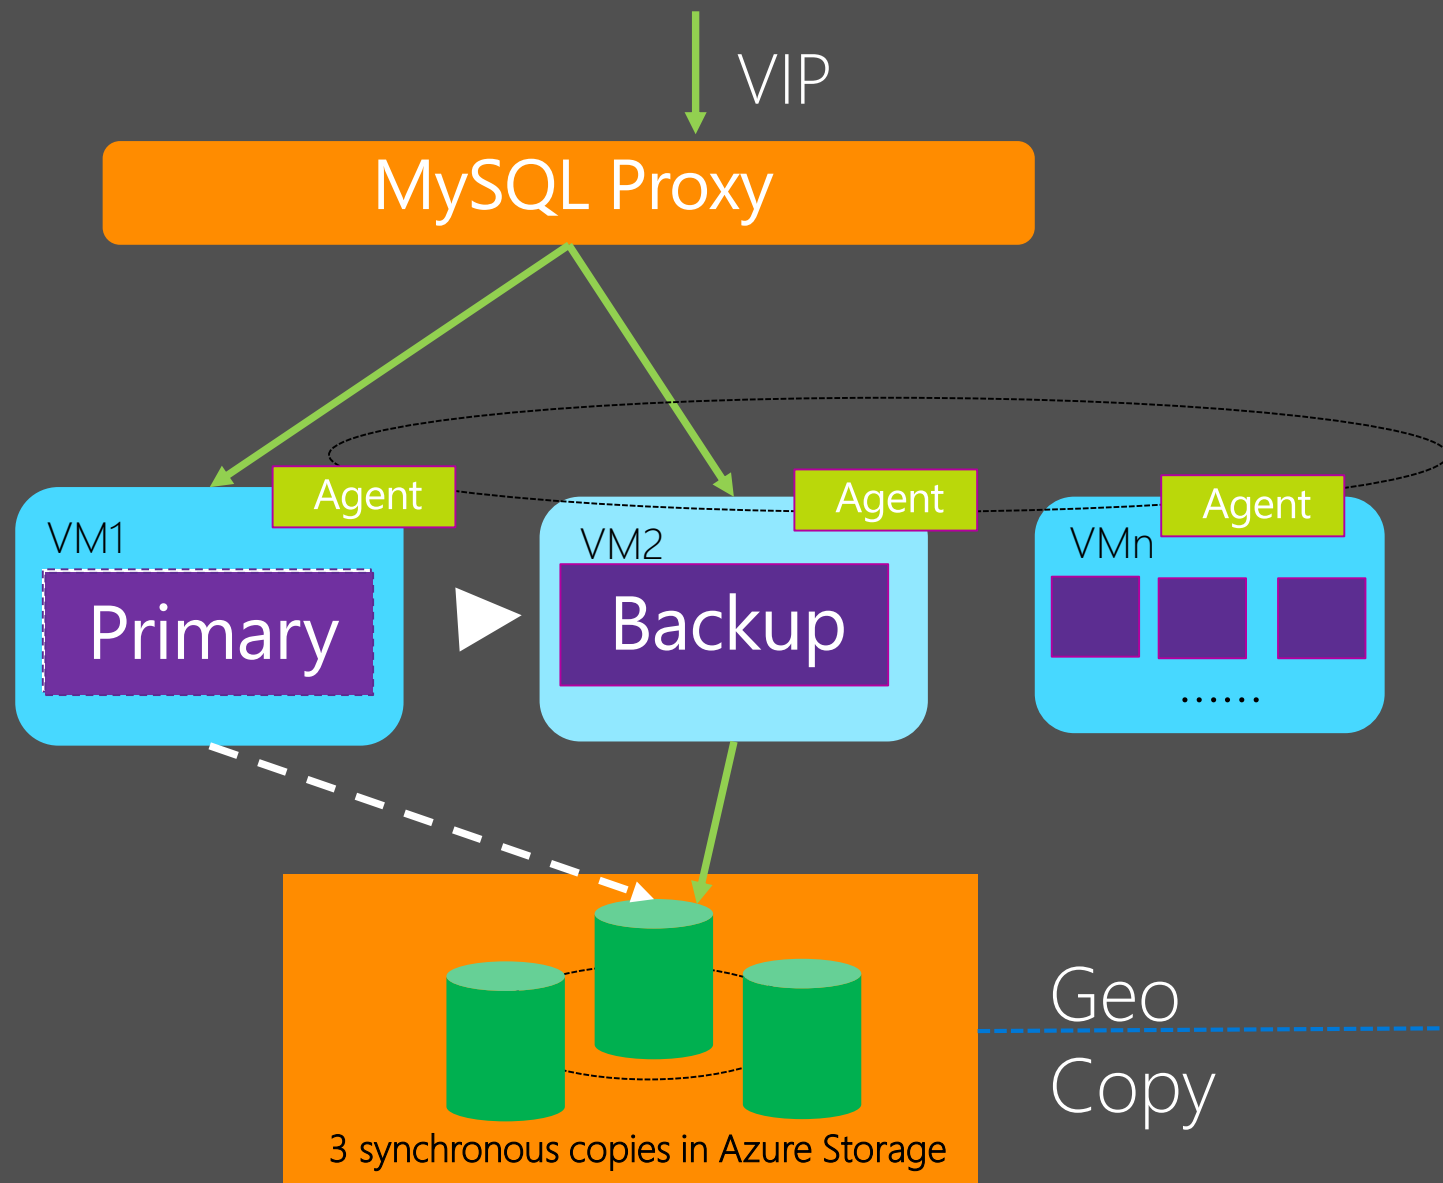 VIP
MySQL Proxy
Agent
Agent
Agent
VM1
VM2
VMn
Primary
Backup
......
Geo
Copy
3 synchronous copies in Azure Storage